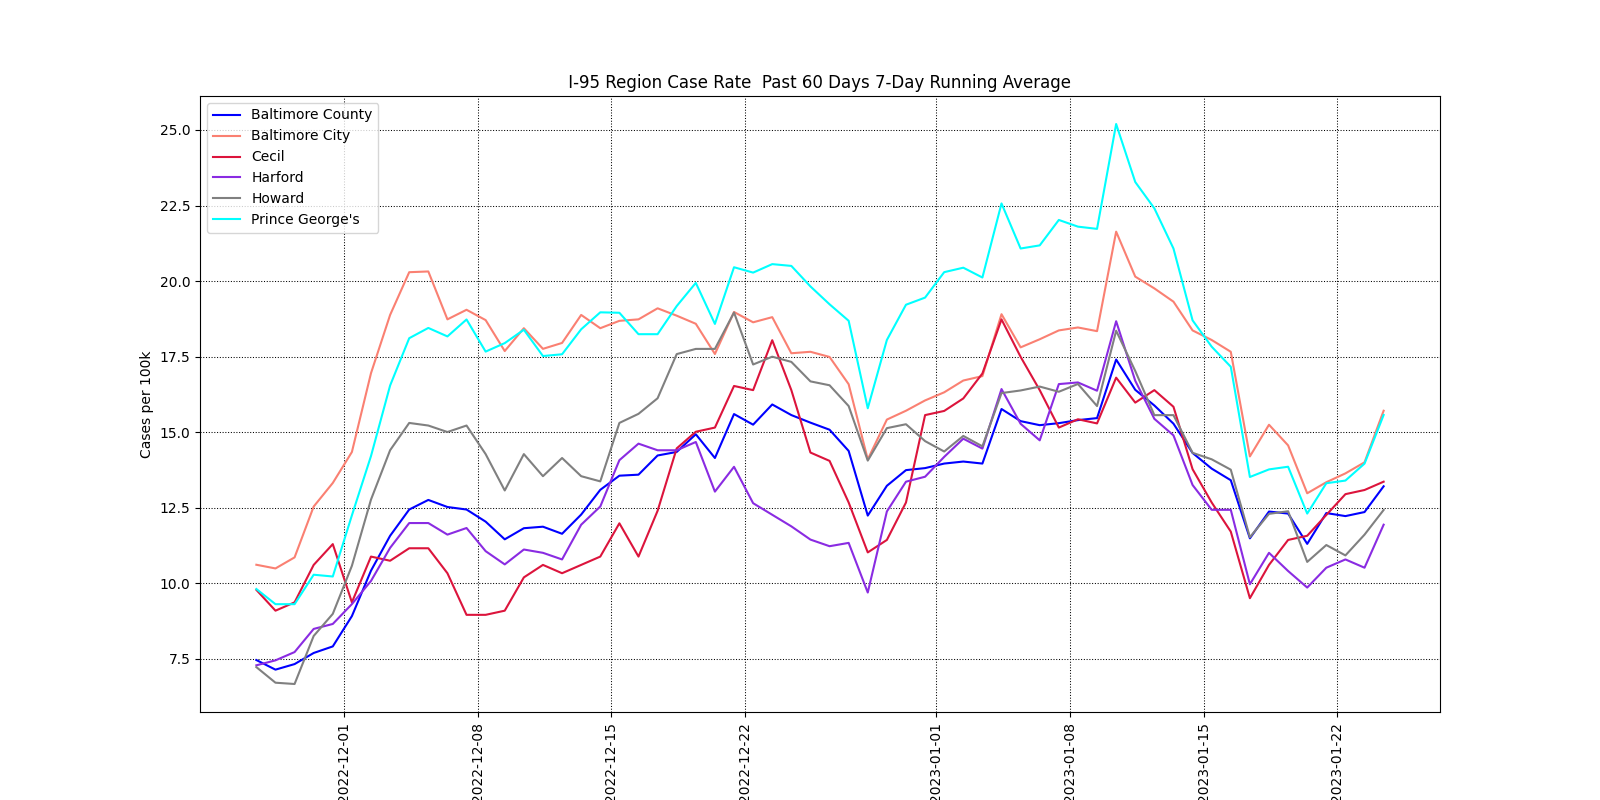 I-95 Region Case Rate  Past 60 Days 7-Day Running Average
Baltimore County
Baltimore City
Cecil
Harford
Howard
Prince George's
25.0
22.5
20.0
17.5
15.0
12.5
10.0
7.5
Cases per 100k
2022-12-01
2022-12-08
2022-12-15
2022-12-22
2023-01-01
2023-01-08
2023-01-15
2023-01-22